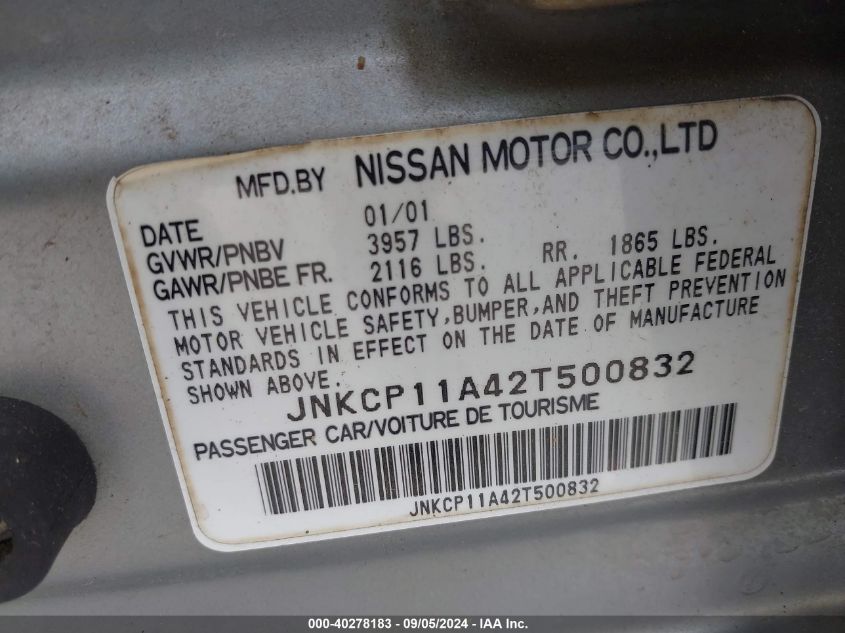 MFD.BY NISSAN MOTOR CO.,LTD
DATE 01/01
GVWR/PNBV 3957 LBS.
GAWR/PNBE FR. 2116 LBS. RR. 1865 LBS.
THIS VEHICLE CONFORMS TO ALL APPLICABLE FEDERAL
MOTOR VEHICLE SAFETY,BUMPER,AND THEFT PREVENTION
STANDARDS IN EFFECT ON THE DATE OF MANUFACTURE
SHOWN ABOVE.
JNKCP11A42T500832
PASSENGER CAR/VOITURE DE TOURISME
JNKCP11A42T500832
000-40278183 - 09/05/2024 - IAA Inc.